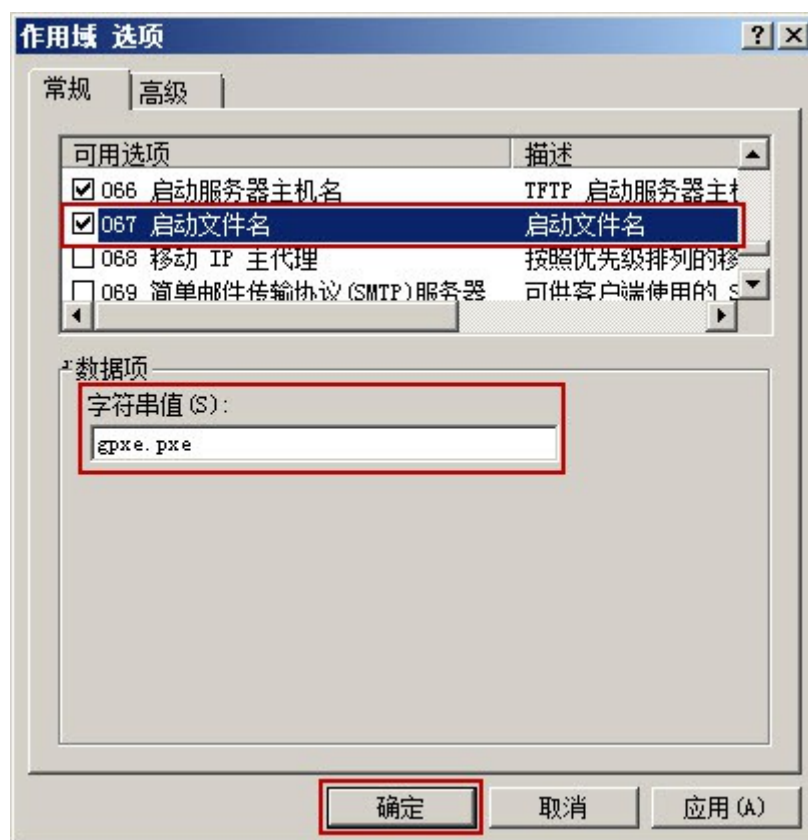 作用域 选项
常规
高级
可用选项 描述
066 启动服务器主机名 TFTP 启动服务器主
067 启动文件名 启动文件名
068 移动 IP 主代理 按照优先级排列的移
069 简单邮件传输协议(SMTP)服务器 可供客户端使用的 S
数据项
字符串值(S):
gpxe.pxe
确定 取消 应用(A)